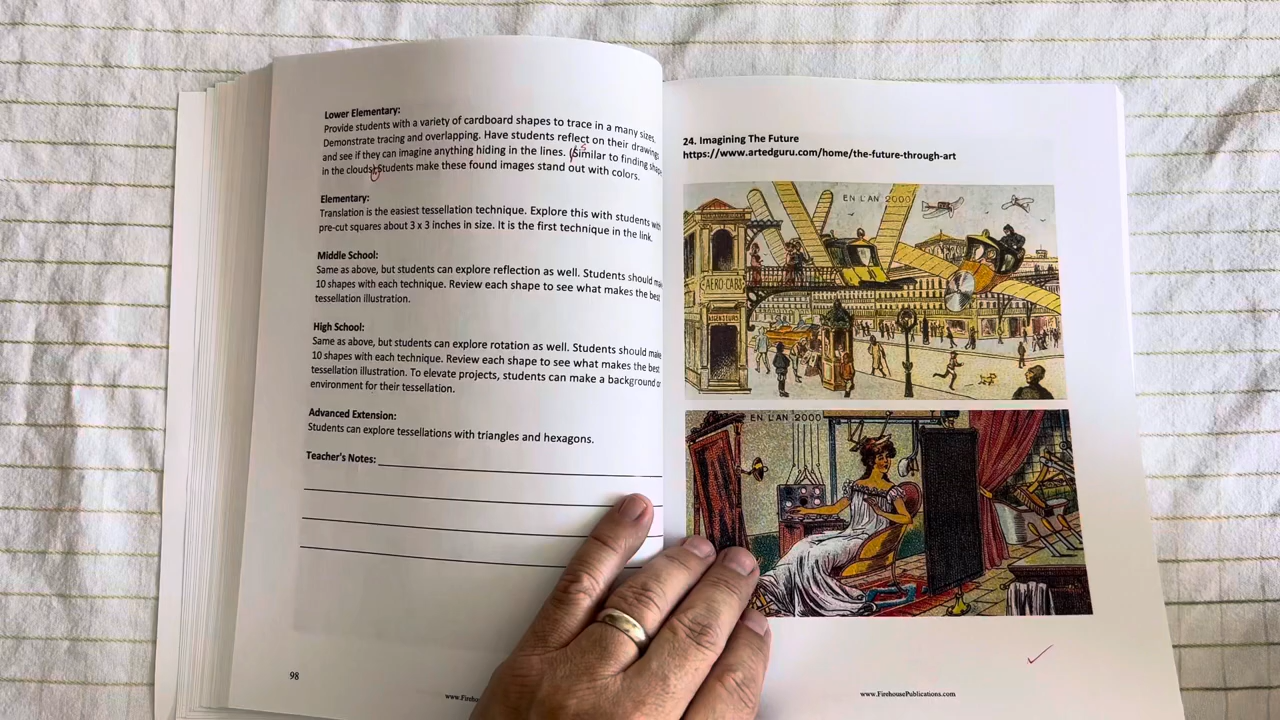 Lower Elementary:
Provide students with a variety of cardboard shapes to trace in a many sizes.
Demonstrate tracing and overlapping. Have students reflect on their drawings
and see if they can imagine anything hiding in the lines. (Similar to finding
in the clouds). Students make these found images stand out with colors.
Elementary:
Translation is the easiest tessellation technique. Explore this with students with
pre-cut squares about 3 x 3 inches in size. It is the first technique in the link.
Middle School:
Same as above, but students can explore reflection as well. Students should
10 shapes with each technique. Review each shape to see what makes the best
tessellation illustration.
High School:
Same as above, but students can explore rotation as well. Students should make
10 shapes with each technique. Review each shape to see what makes the best
tessellation illustration. To elevate projects, students can make a background or
environment for their tessellation.
Advanced Extension:
Students can explore tessellations with triangles and hexagons.
Teacher's Notes:
98
24. Imagining The Future
https://www.artedguru.com/home/the-future-through-art
EN L'AN 2000
AERO-CABS
EN L'AN 2000
www.FirehousePublications.com